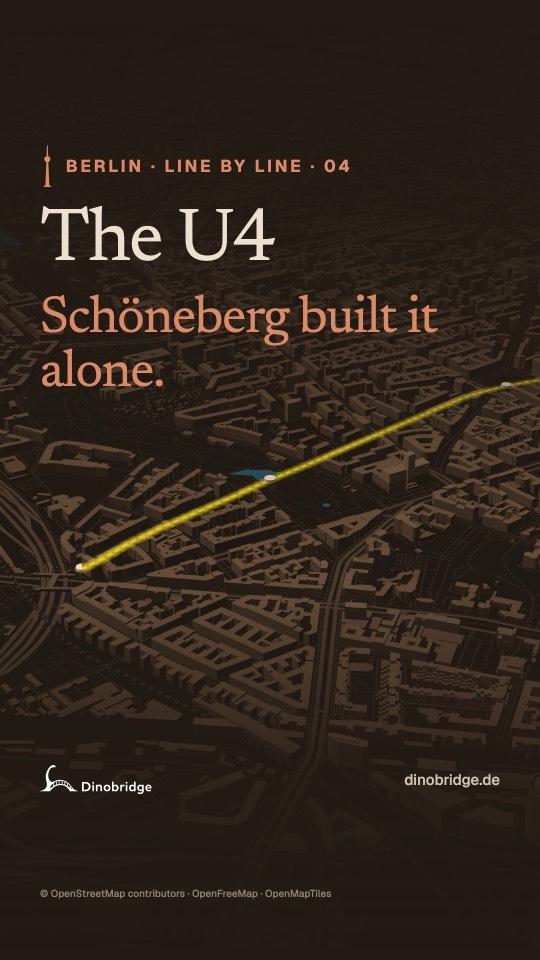 BERLIN · LINE BY LINE · 04
The U4
Schöneberg built it
alone.
Dinobridge
dinobridge.de
© OpenStreetMap contributors · OpenFreeMap · OpenMapTiles